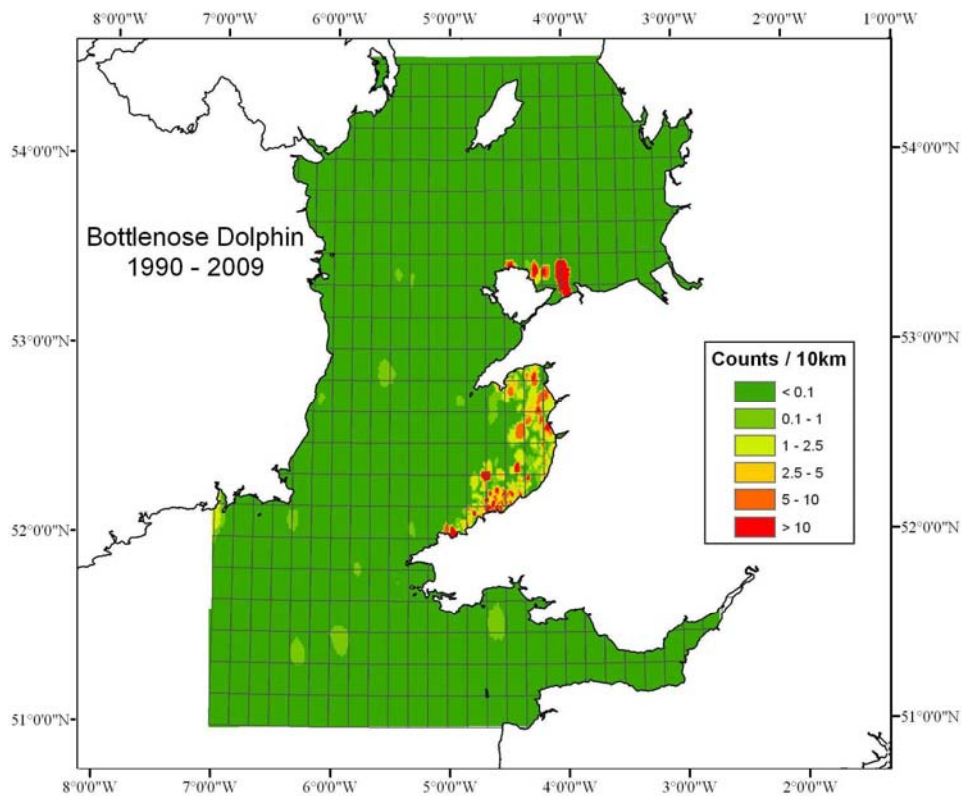 8°0'0"W 7°0'0"W 6°0'0"W 5°0'0"W 4°0'0"W 3°0'0"W 2°0'0"W 1°0'0"W
54°0'0"N 54°0'0"N
Bottlenose Dolphin
1990 - 2009
53°0'0"N 53°0'0"N
Counts / 10km
< 0.1
0.1 - 1
1 - 2.5
2.5 - 5
5 - 10
> 10
52°0'0"N 52°0'0"N
51°0'0"N 51°0'0"N
8°0'0"W 7°0'0"W 6°0'0"W 5°0'0"W 4°0'0"W 3°0'0"W 2°0'0"W